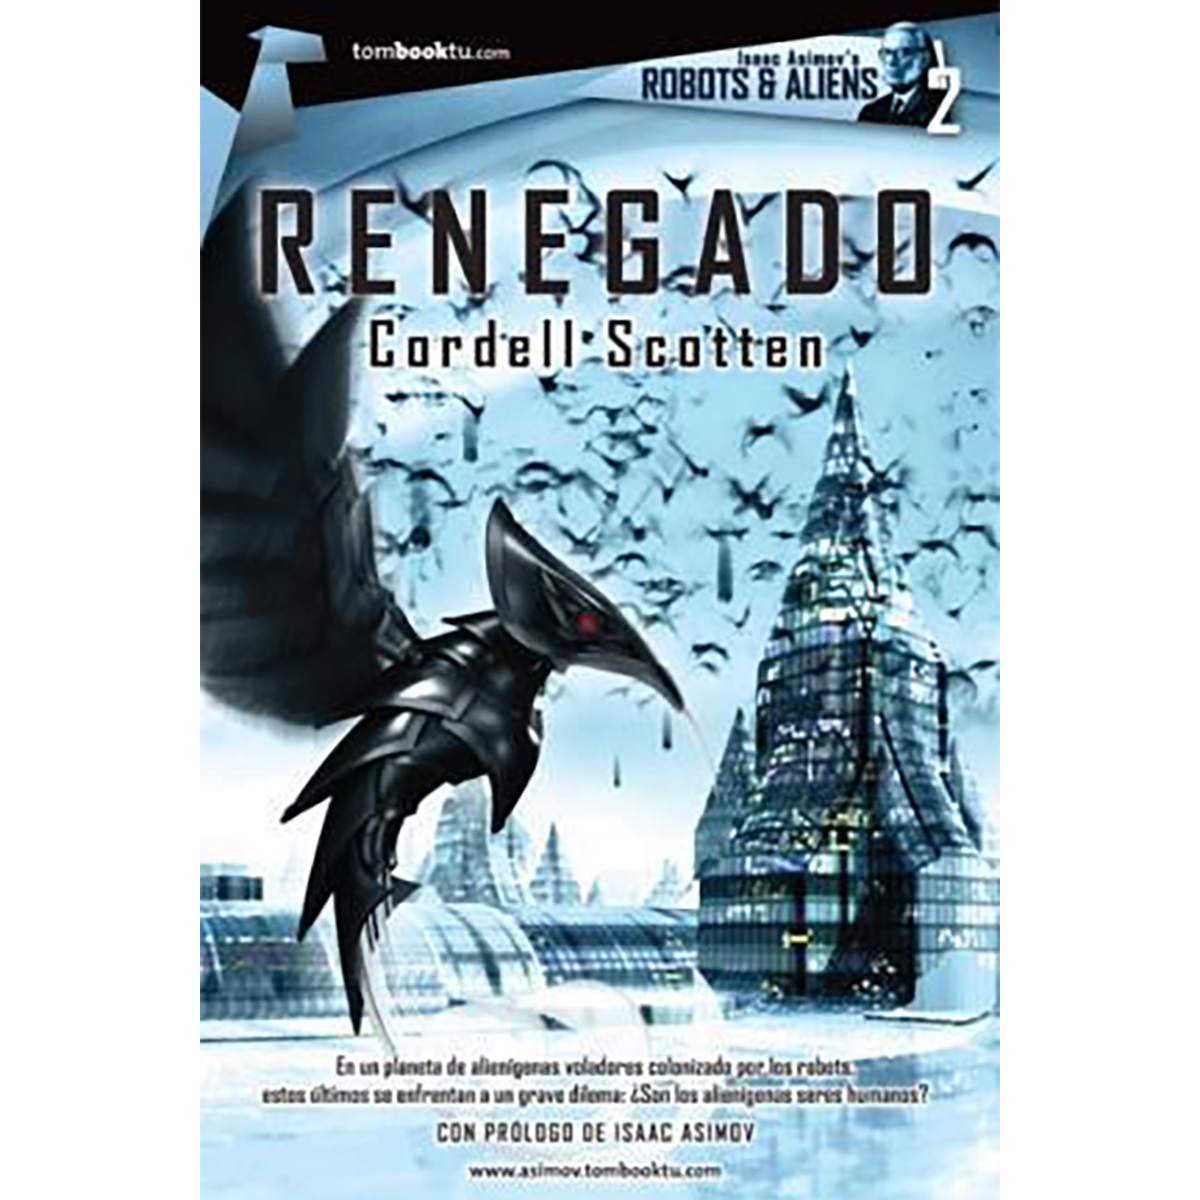 tombooktu.com
Isaac Asimov's
ROBOTS & ALIENS
2
RENEGADO
Cordell Scotten
En un planeta de alienígenas voladores colonizado por los robots,
estos últimos se enfrentan a un grave dilema: ¿Son los alienígenas seres humanos?
CON PRÓLOGO DE ISAAC ASIMOV
www.asimov.tombooktu.com